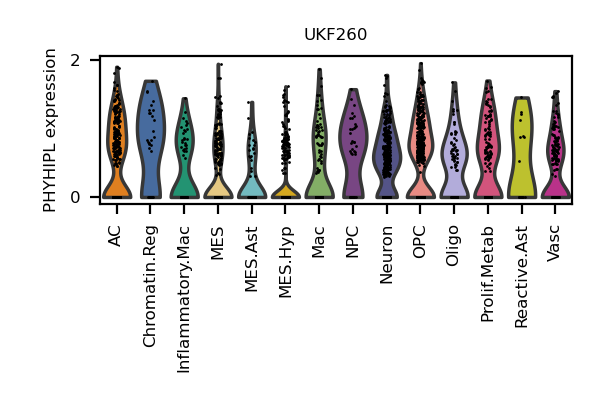 UKF260
PHYHIPL expression
2
0
AC
Chromatin.Reg
Inflammatory.Mac
MES
MES.Ast
MES.Hyp
Mac
NPC
Neuron
OPC
Oligo
Prolif.Metab
Reactive.Ast
Vasc